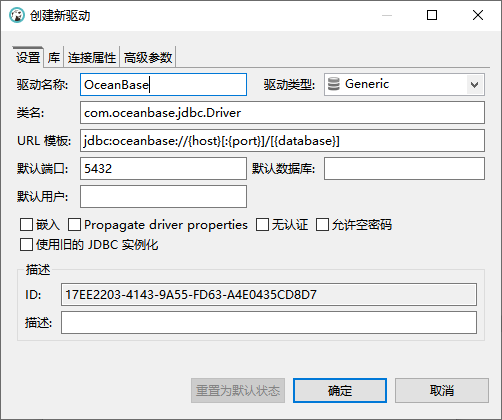 创建新驱动
设置 库 连接属性 高级参数
驱动名称: OceanBase 驱动类型: Generic
类名: com.oceanbase.jdbc.Driver
URL 模板: jdbc:oceanbase://{host}[:{port}]/[{database}]
默认端口: 5432 默认数据库:
默认用户:
嵌入 Propagate driver properties 无认证 允许空密码
使用旧的 JDBC 实例化
描述
ID: 17EE2203-4143-9A55-FD63-A4E0435CD8D7
描述:
重置为默认状态 确定 取消